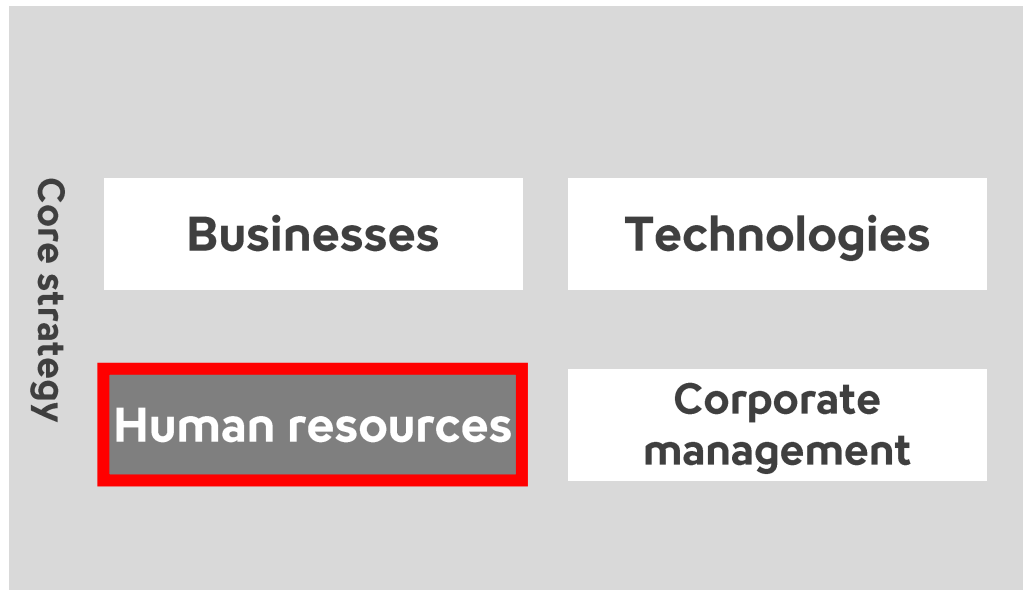 Core strategy
Businesses
Technologies
Human resources
Corporate
management